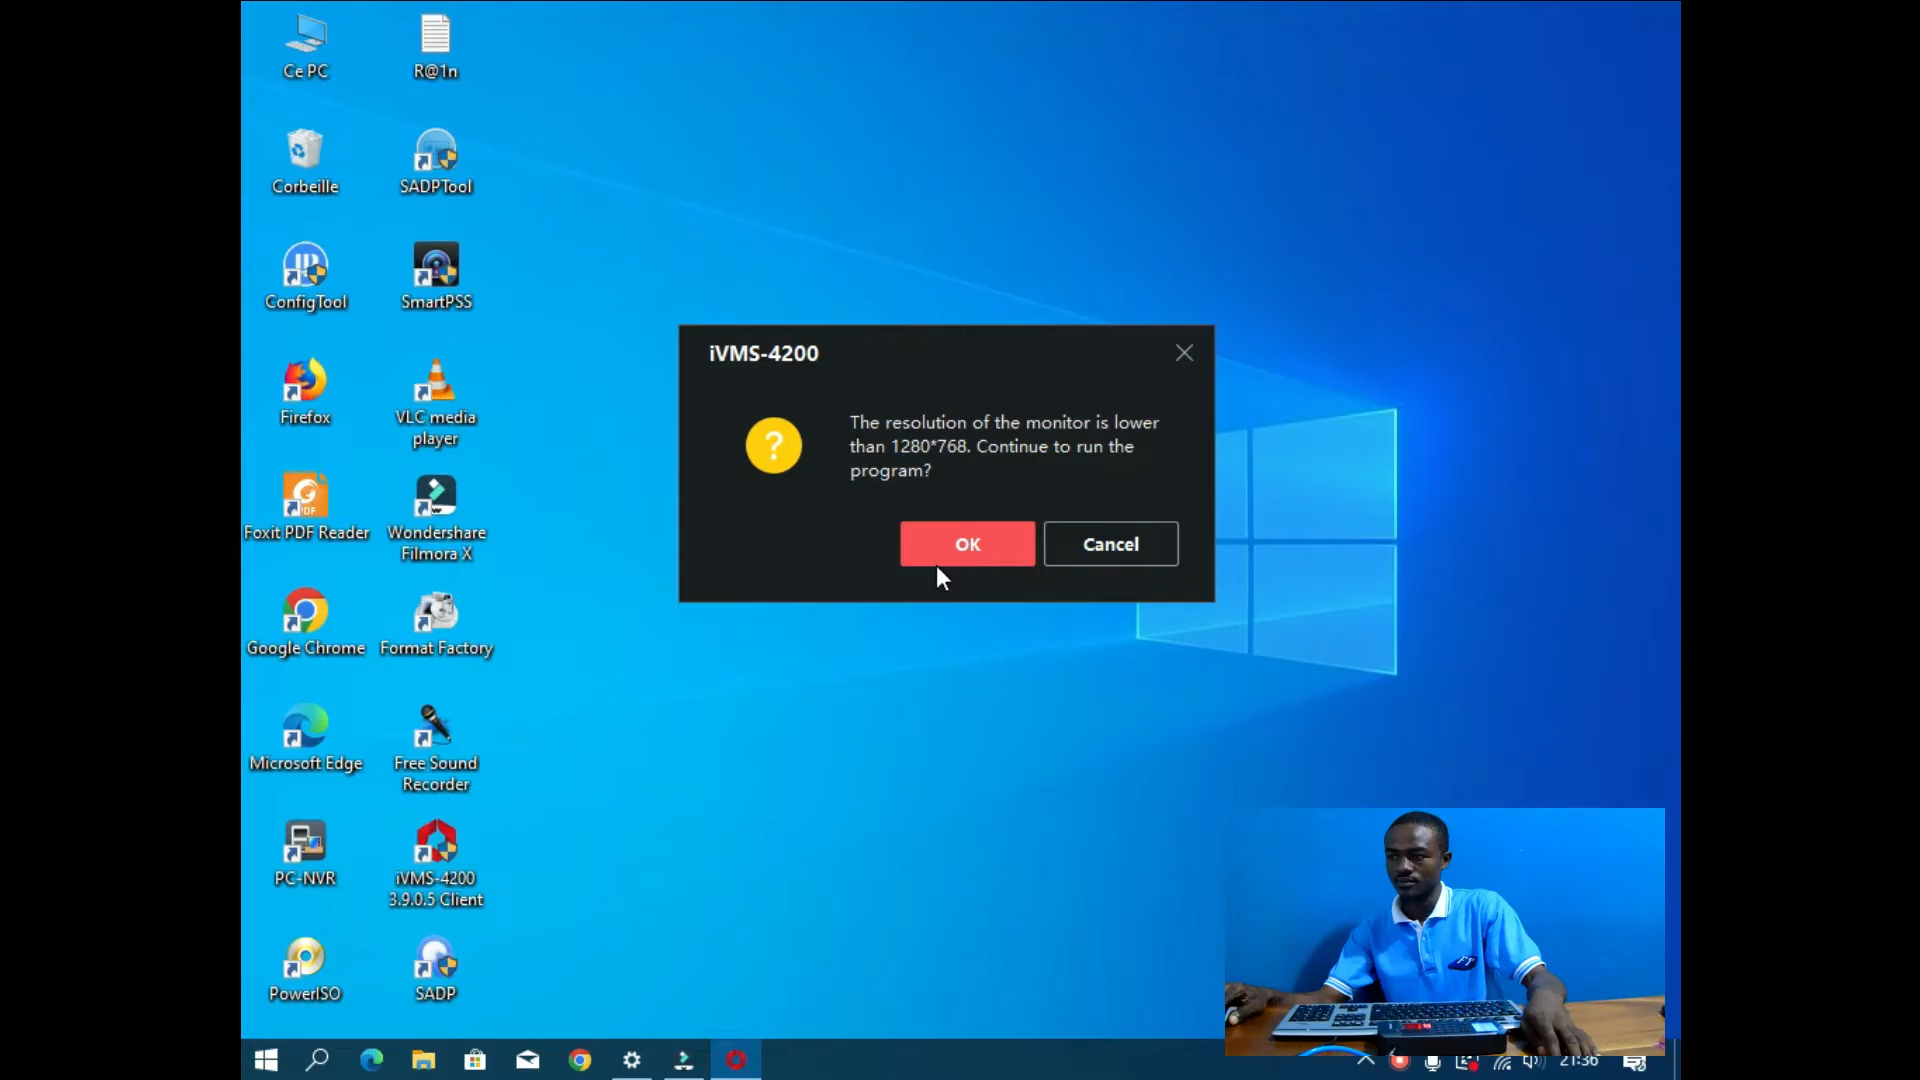 Ce PC
R@1n
Corbeille
SADPTool
ConfigTool
SmartPSS
Firefox
VLC media
player
Foxit PDF Reader
Wondershare
Filmora X
Google Chrome
Format Factory
Microsoft Edge
Free Sound
Recorder
PC-NVR
iVMS-4200
3.9.0.5 Client
PowerISO
SADP
iVMS-4200
The resolution of the monitor is lower
than 1280*768. Continue to run the
program?
OK
Cancel
21:36